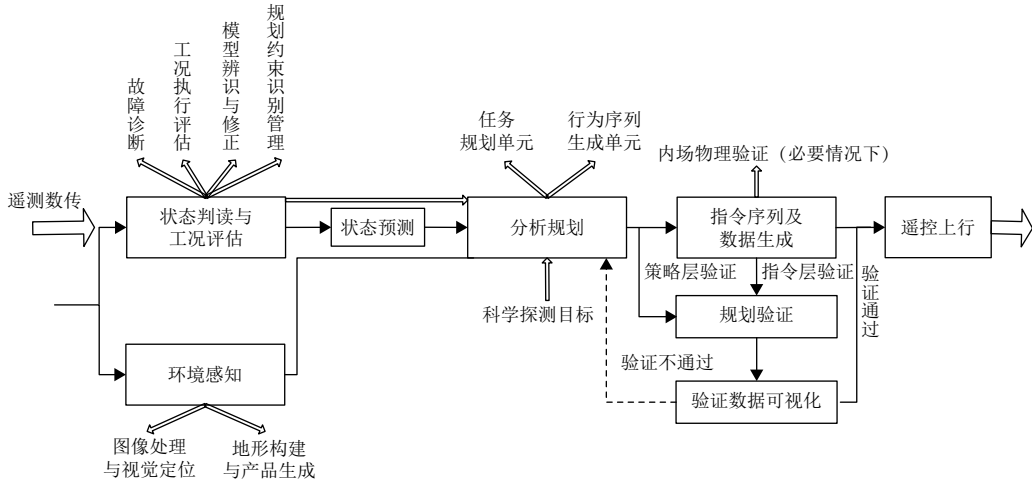 故障诊断
工况执行评估
模型辨识与修正
规划约束识别管理
任务
规划单元
行为序列
生成单元
内场物理验证（必要情况下）
遥测数传
状态判读与
工况评估
状态预测
分析规划
指令序列及
数据生成
遥控上行
策略层验证
指令层验证
验证通过
科学探测目标
规划验证
验证不通过
环境感知
验证数据可视化
图像处理
与视觉定位
地形构建
与产品生成